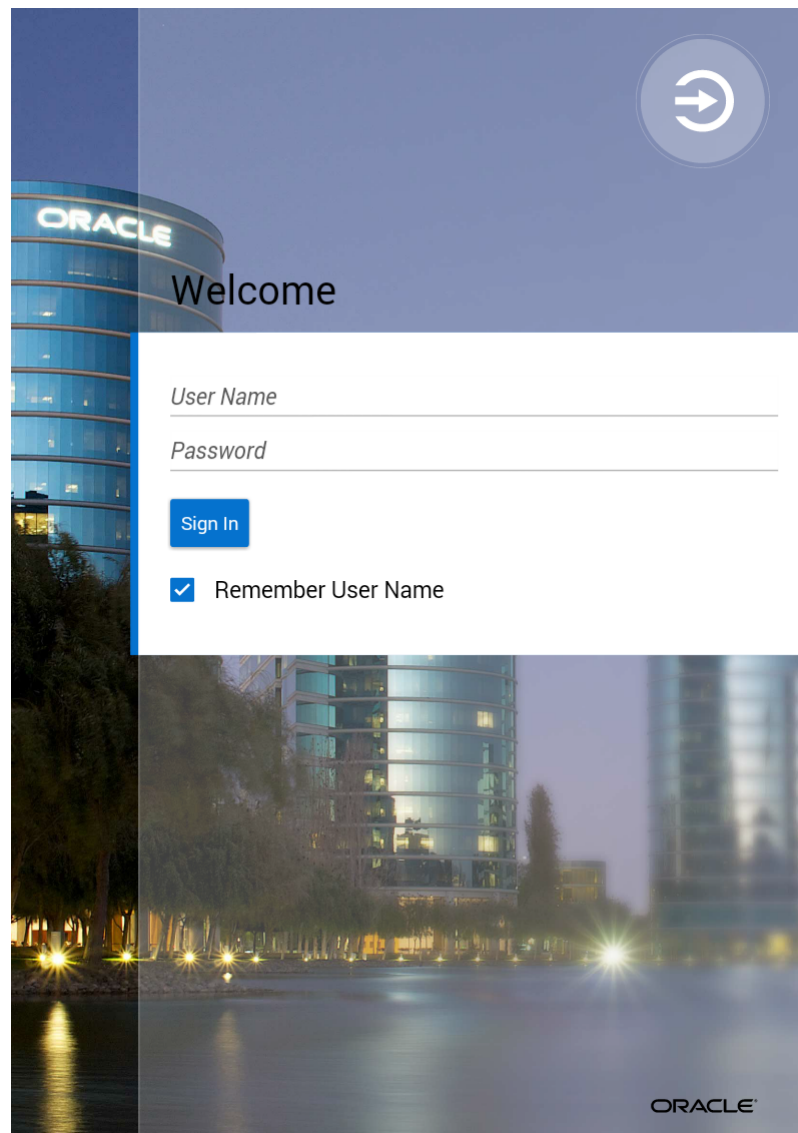 ORACLE
Welcome
User Name
Password
Sign In
Remember User Name
ORACLE®